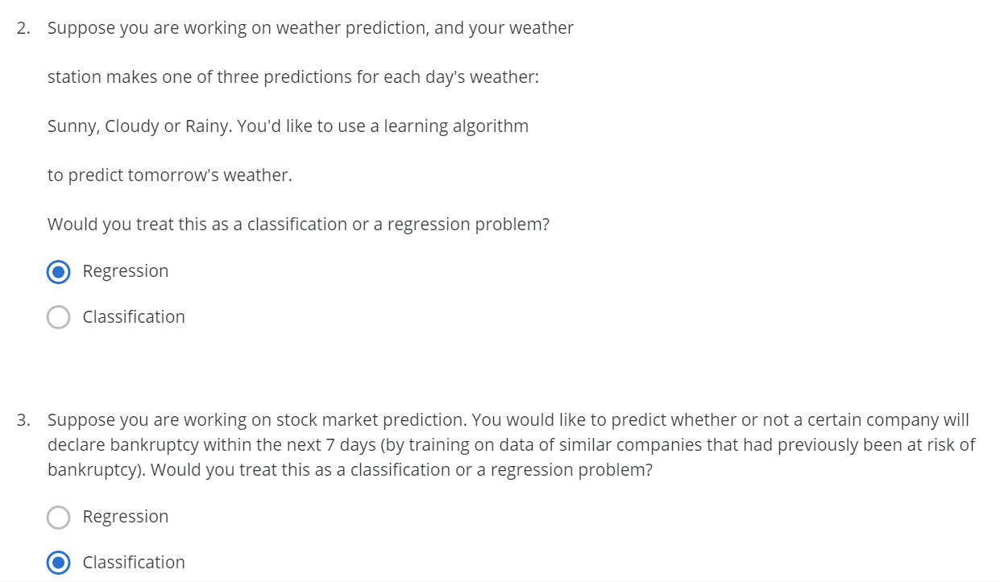 2. Suppose you are working on weather prediction, and your weather
station makes one of three predictions for each day's weather:
Sunny, Cloudy or Rainy. You'd like to use a learning algorithm
to predict tomorrow's weather.
Would you treat this as a classification or a regression problem?
Regression
Classification
3. Suppose you are working on stock market prediction. You would like to predict whether or not a certain company will
declare bankruptcy within the next 7 days (by training on data of similar companies that had previously been at risk of
bankruptcy). Would you treat this as a classification or a regression problem?
Regression
Classification